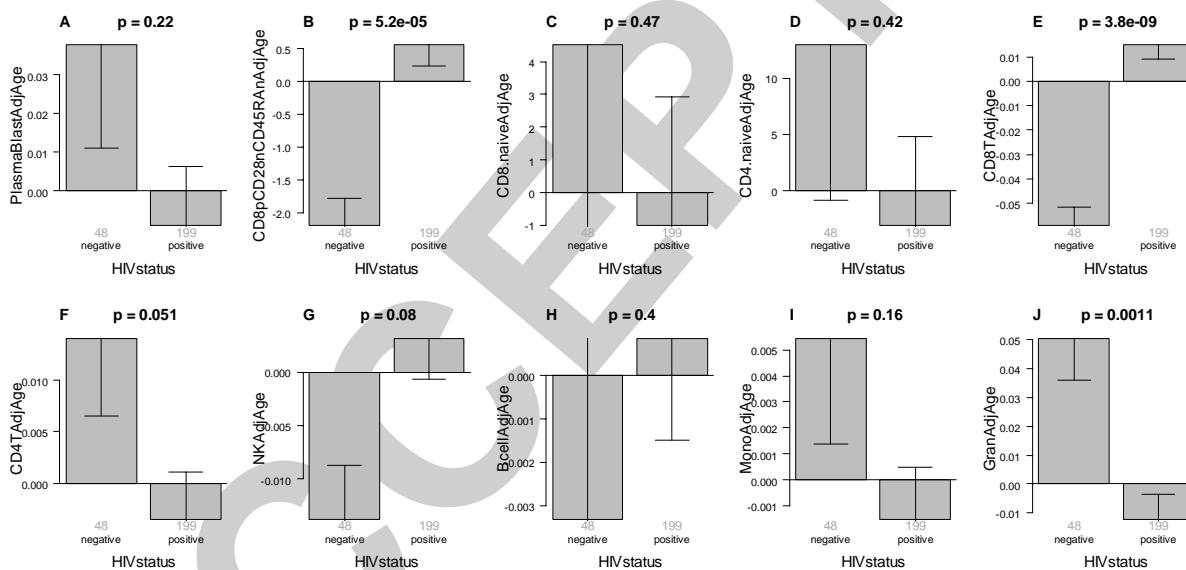 A p = 0.22
PlasmaBlastAdjAge
0.03
0.02
0.01
0.00
48 199
negative positive
HIVstatus
B p = 5.2e-05
CD8pCD28nCD45RAnAdjAge
0.5
0.0
-0.5
-1.0
-1.5
-2.0
48 199
negative positive
HIVstatus
C p = 0.47
CD8.naiveAdjAge
4
3
2
1
0
-1
48 199
negative positive
HIVstatus
D p = 0.42
CD4.naiveAdjAge
10
5
0
48 199
negative positive
HIVstatus
E p = 3.8e-09
CD8TAdjAge
0.01
0.00
-0.01
-0.02
-0.03
-0.04
-0.05
48 199
negative positive
HIVstatus
F p = 0.051
CD4TAdjAge
0.010
0.005
0.000
48 199
negative positive
HIVstatus
G p = 0.08
NKAdjAge
0.000
-0.005
-0.010
48 199
negative positive
HIVstatus
H p = 0.4
BcellAdjAge
0.000
-0.001
-0.002
-0.003
48 199
negative positive
HIVstatus
I p = 0.16
MonoAdjAge
0.005
0.004
0.003
0.002
0.001
0.000
-0.001
48 199
negative positive
HIVstatus
J p = 0.0011
GranAdjAge
0.05
0.04
0.03
0.02
0.01
0.00
-0.01
48 199
negative positive
HIVstatus